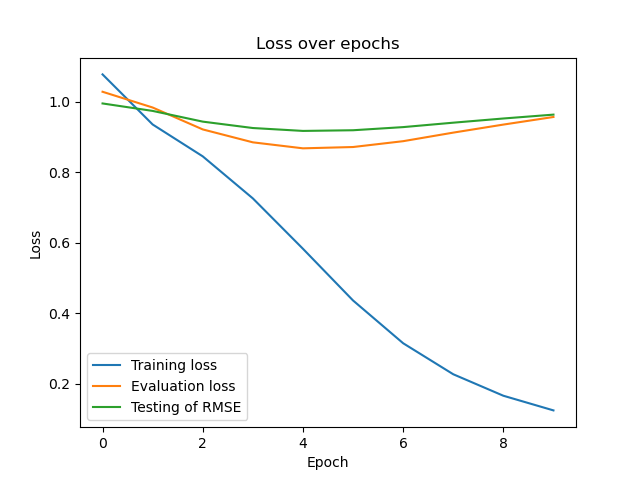 Loss over epochs
1.0
0.8
0.6
0.4
0.2
Loss
Training loss
Evaluation loss
Testing of RMSE
0 2 4 6 8
Epoch